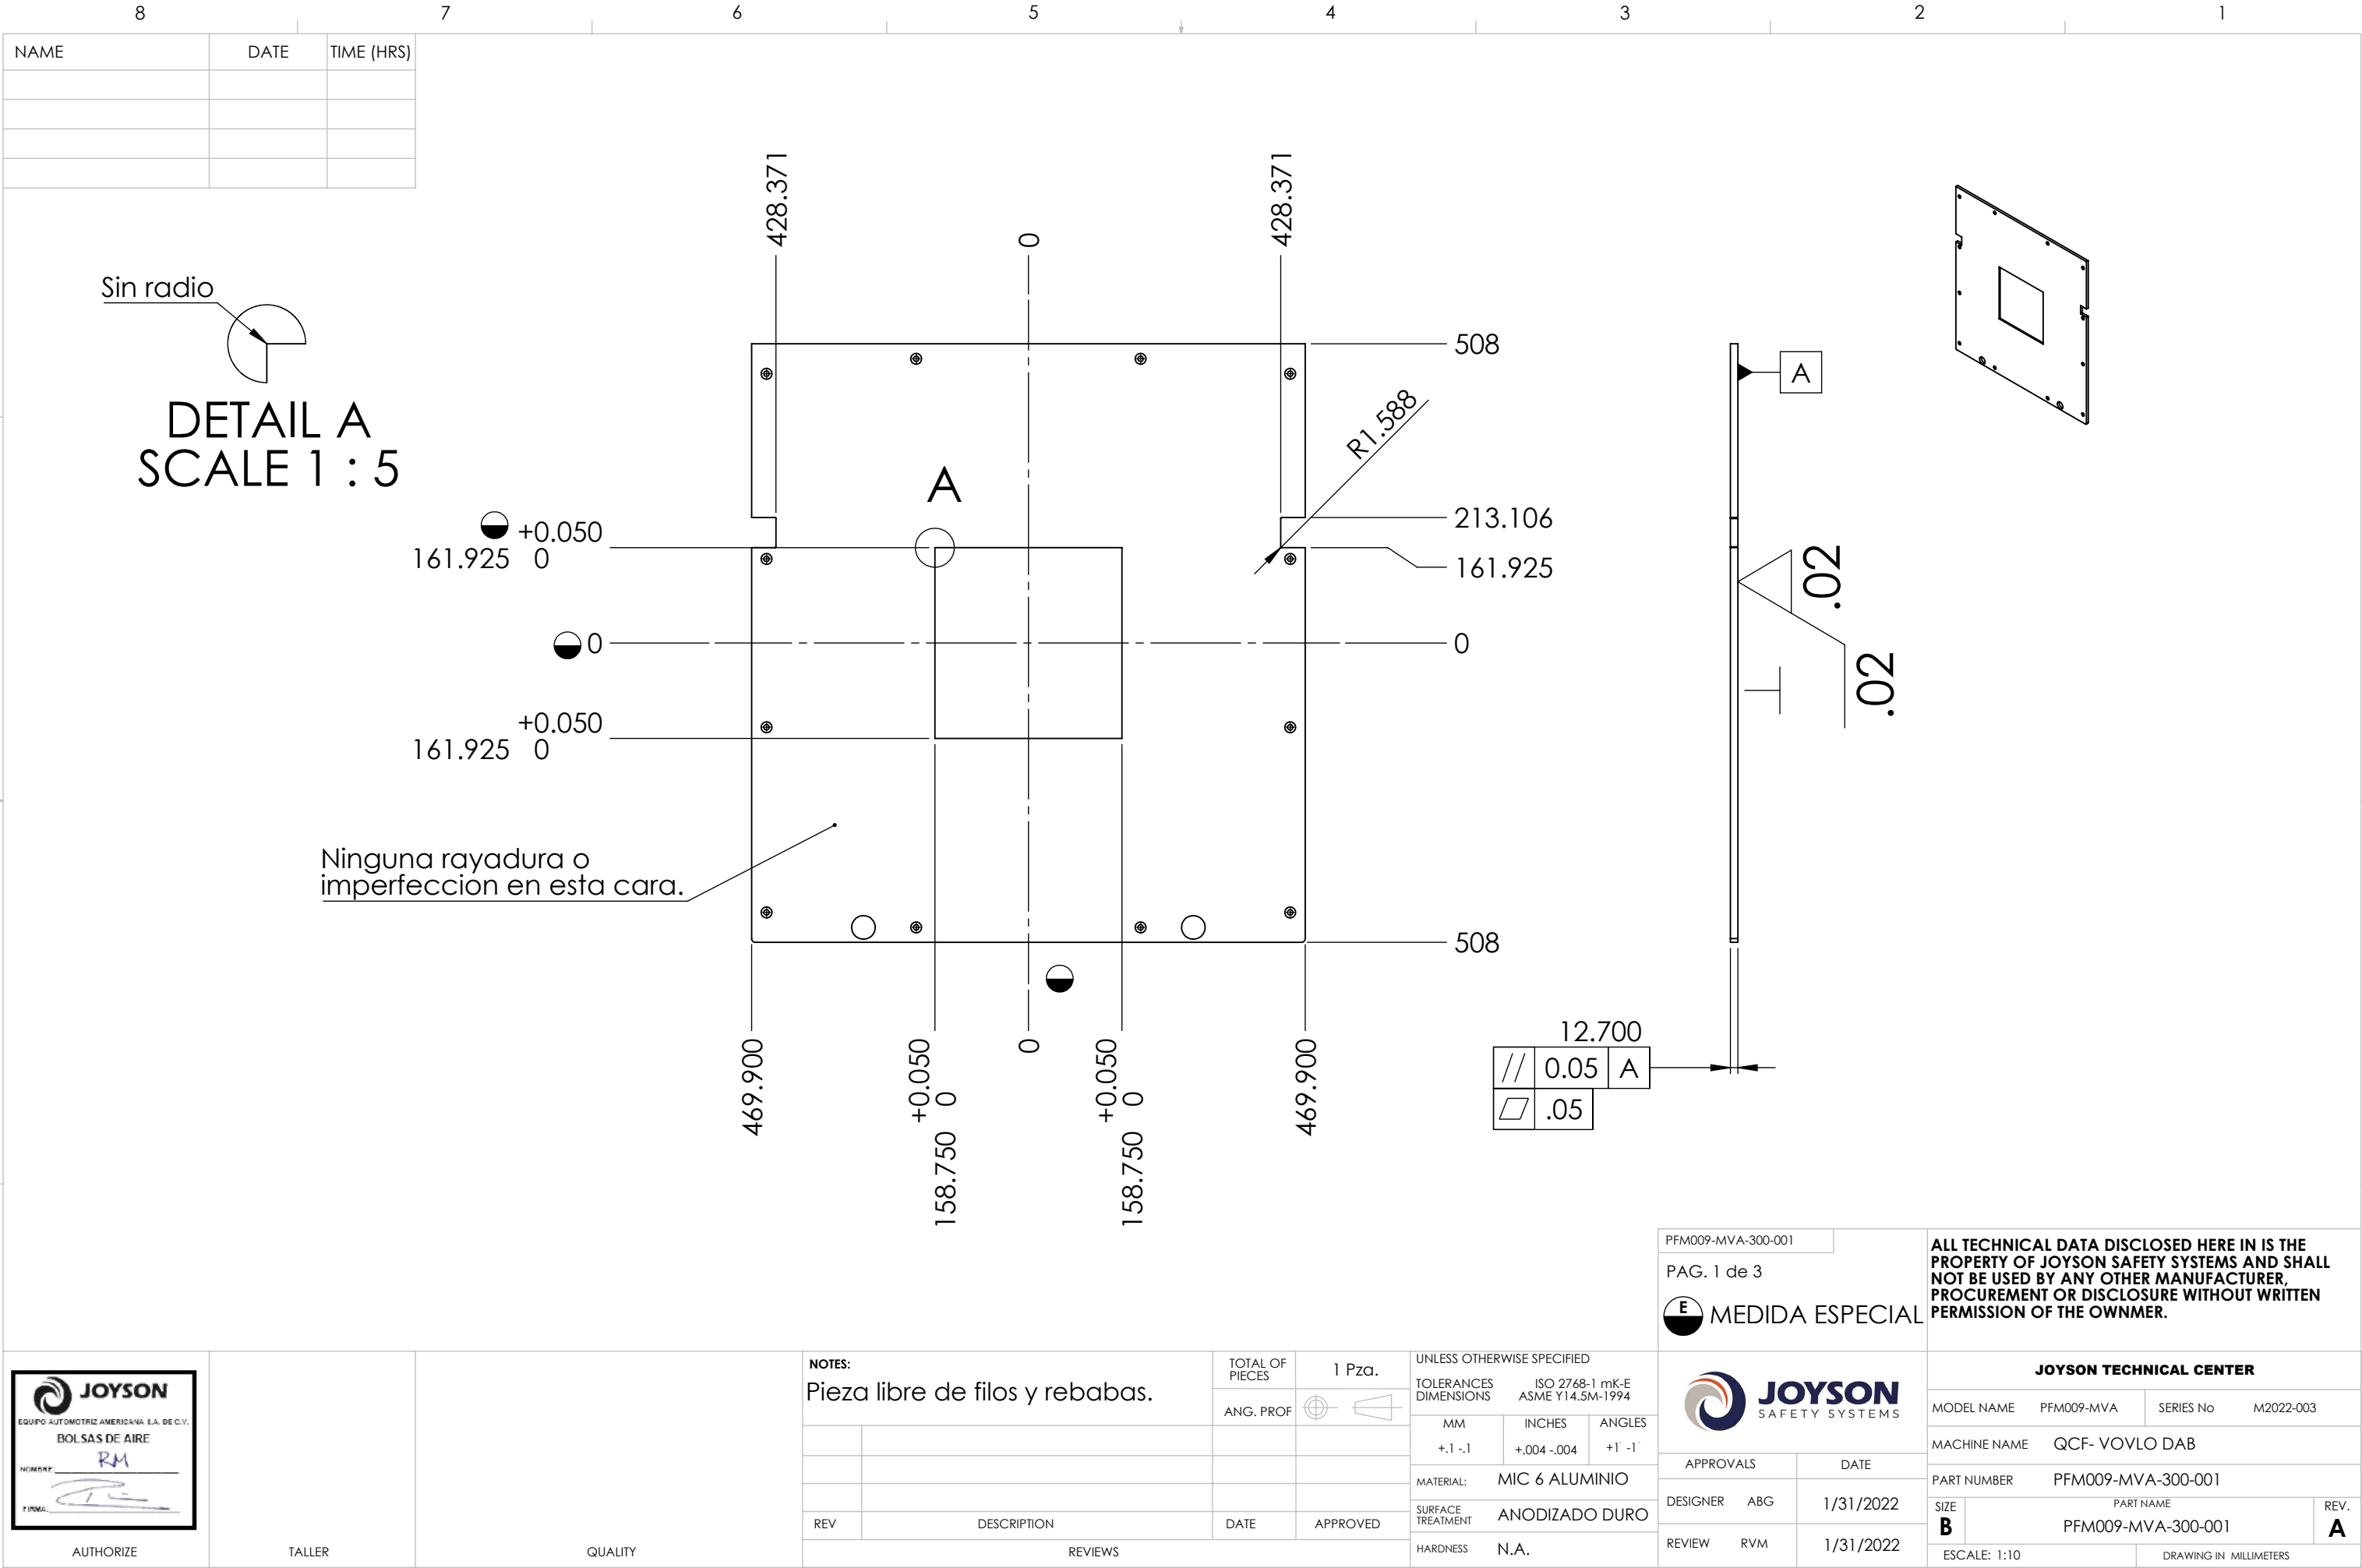 8 7 6 5 4 3 2 1
NAME DATE TIME (HRS)
428.371
0
428.371
Sin radio
DETAIL A
SCALE 1 : 5
A
R1.588
508
213.106
161.925
0
508
+0.050
161.925 0
0
+0.050
161.925 0
Ninguna rayadura o
imperfeccion en esta cara.
469.900
+0.050
158.750 0
0
+0.050
158.750 0
469.900
A
.02
.02
12.700
// 0.05 A
.05
PFM009-MVA-300-001
PAG. 1 de 3
E MEDIDA ESPECIAL
ALL TECHNICAL DATA DISCLOSED HERE IN IS THE
PROPERTY OF JOYSON SAFETY SYSTEMS AND SHALL
NOT BE USED BY ANY OTHER MANUFACTURER,
PROCUREMENT OR DISCLOSURE WITHOUT WRITTEN
PERMISSION OF THE OWNMER.
JOYSON
EQUIPO AUTOMOTRIZ AMERICANA S.A. DE C.V.
BOLSAS DE AIRE
NOMBRE: RM
FIRMA:
AUTHORIZE
TALLER
QUALITY
NOTES:
Pieza libre de filos y rebabas.
REV DESCRIPTION DATE APPROVED
REVIEWS
TOTAL OF
PIECES
1 Pza.
ANG. PROF
UNLESS OTHERWISE SPECIFIED
TOLERANCES ISO 2768-1 mK-E
DIMENSIONS ASME Y14.5M-1994
MM INCHES ANGLES
+.1 -.1 +.004 -.004 +1' -1'
MATERIAL: MIC 6 ALUMINIO
SURFACE
TREATMENT
ANODIZADO DURO
HARDNESS N.A.
JOYSON
SAFETY SYSTEMS
APPROVALS DATE
DESIGNER ABG 1/31/2022
REVIEW RVM 1/31/2022
JOYSON TECHNICAL CENTER
MODEL NAME PFM009-MVA SERIES No M2022-003
MACHINE NAME QCF- VOVLO DAB
PART NUMBER PFM009-MVA-300-001
SIZE
B
PART NAME
PFM009-MVA-300-001
REV.
A
ESCALE: 1:10 DRAWING IN MILLIMETERS